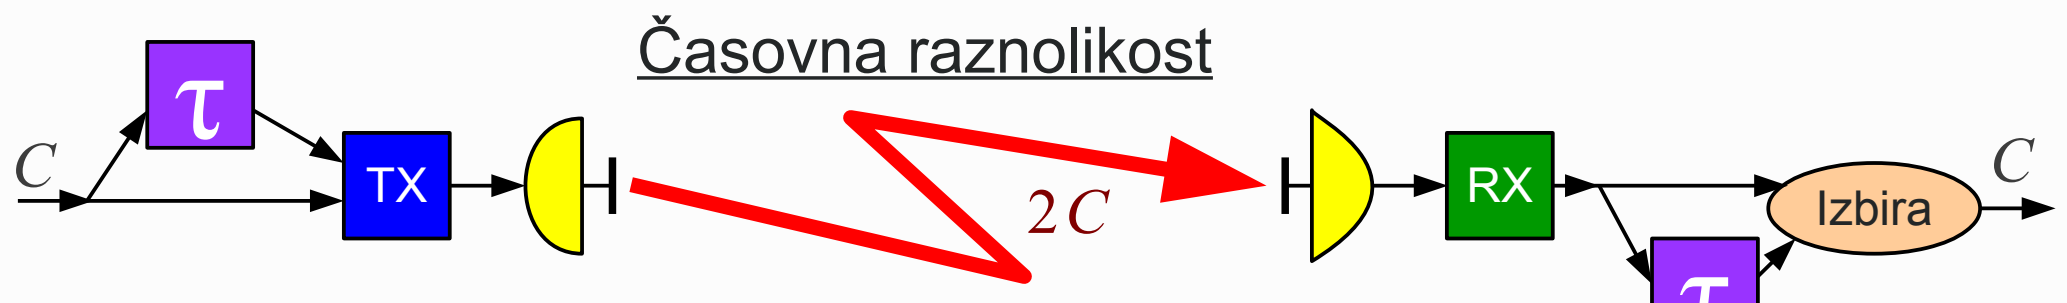 Časovna raznolikost
τ
C
TX
2C
RX
C
Izbira
τ